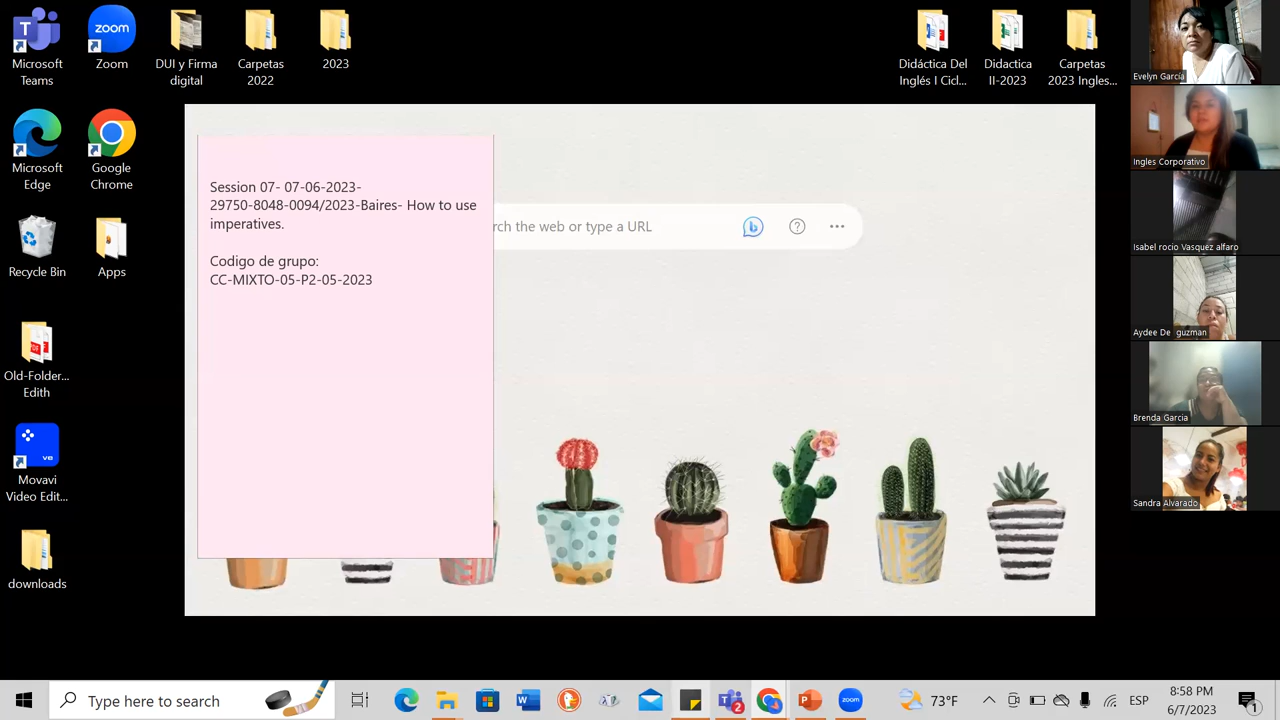 Microsoft
Teams
Zoom
DUI y Firma
digital
Carpetas
2022
2023
Didáctica Del
Inglés I Cicl...
Didactica
II-2023
Carpetas
2023 Ingles...
Microsoft
Edge
Google
Chrome
Recycle Bin
Apps
Old-Folder...
Edith
Movavi
Video Edit...
downloads
Session 07- 07-06-2023-
29750-8048-0094/2023-Baires- How to use
imperatives.
Codigo de grupo:
CC-MIXTO-05-P2-05-2023
rch the web or type a URL
Evelyn García
Ingles Corporativo
Isabel rocio Vasquez alfaro
Aydee De guzman
Brenda Garcia
Sandra Alvarado
Type here to search
73°F
ESP
8:58 PM
6/7/2023